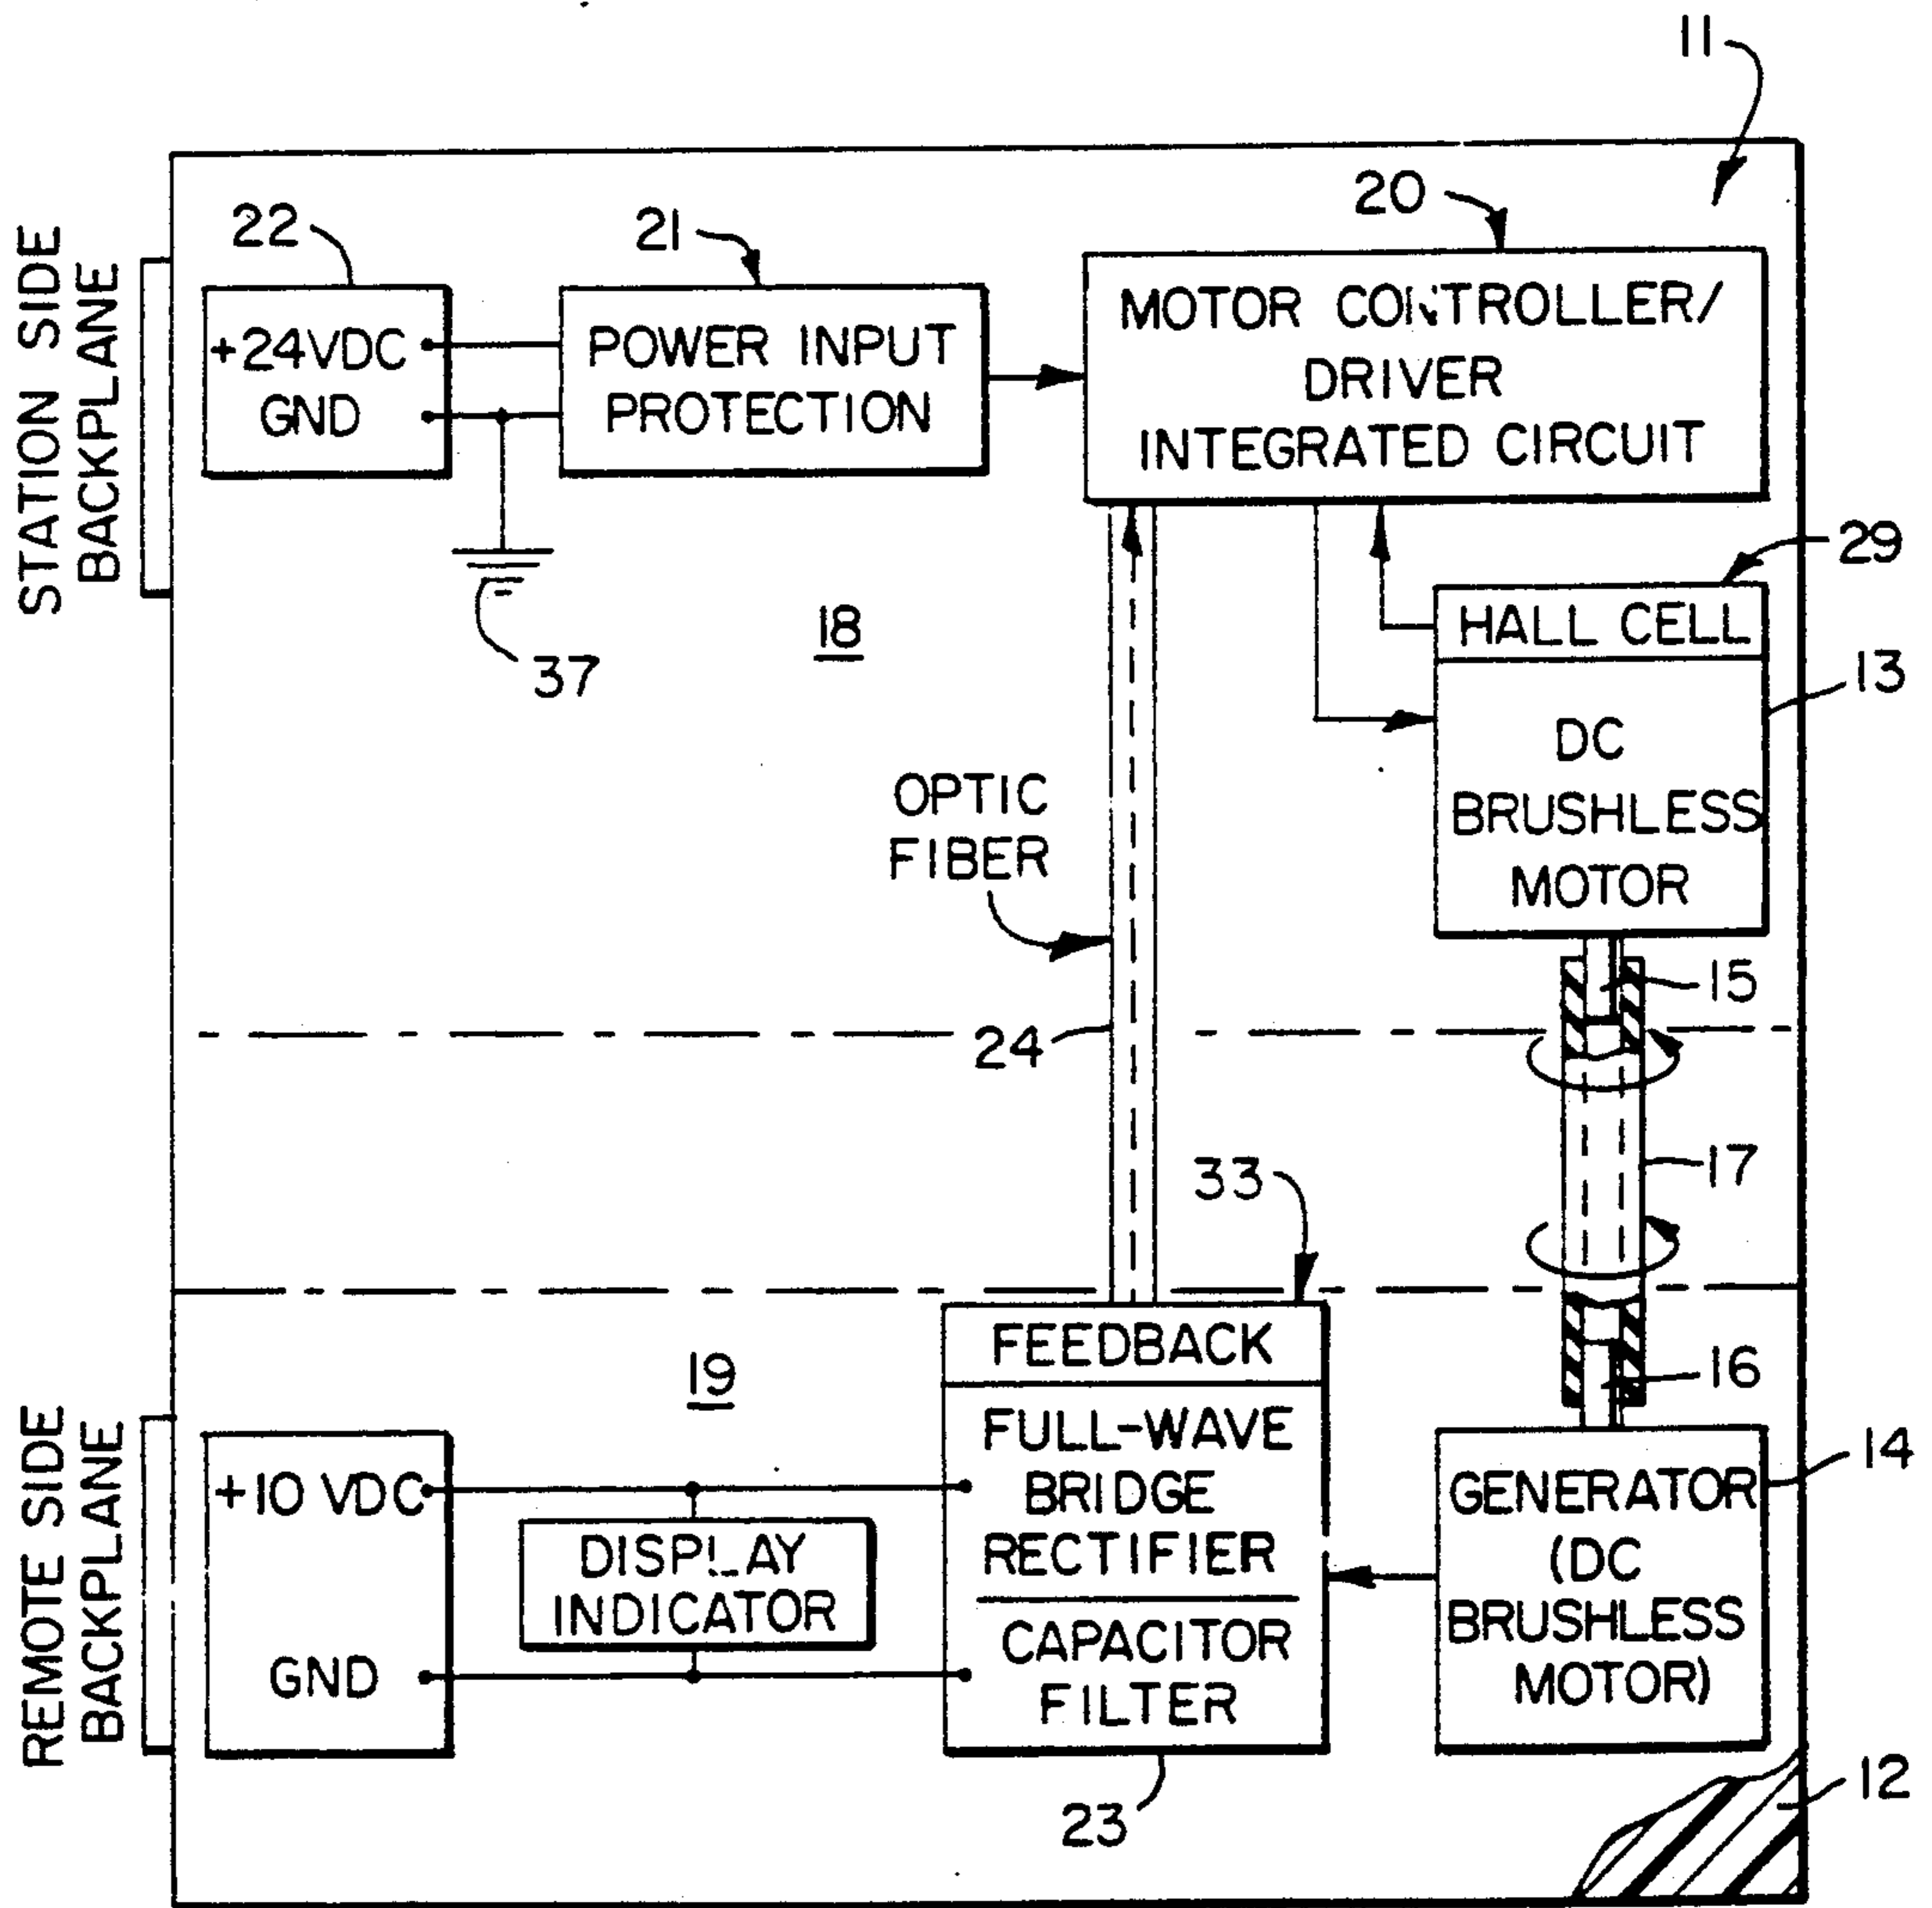 11
STATION SIDE
BACKPLANE
22
+24VDC
GND
21
POWER INPUT
PROTECTION
20
MOTOR CONTROLLER/
DRIVER
INTEGRATED CIRCUIT
37
18
29
HALL CELL
13
DC
BRUSHLESS
MOTOR
OPTIC
FIBER
24
15
17
33
16
REMOTE SIDE
BACKPLANE
19
+10 VDC
GND
DISPLAY
INDICATOR
FEEDBACK
FULL-WAVE
BRIDGE
RECTIFIER
CAPACITOR
FILTER
23
14
GENERATOR
(DC
BRUSHLESS
MOTOR)
12